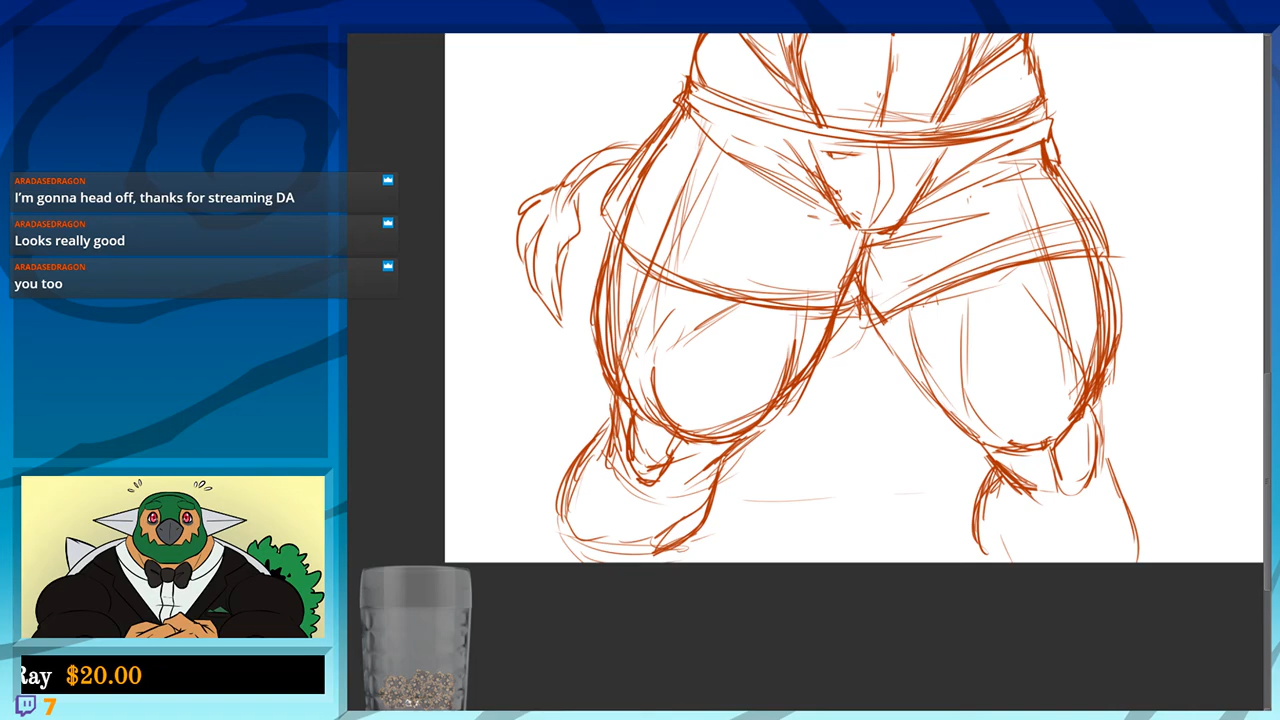 ARADASEDRAGON
I'm gonna head off, thanks for streaming DA
ARADASEDRAGON
Looks really good
ARADASEDRAGON
you too
Ray $20.00
7